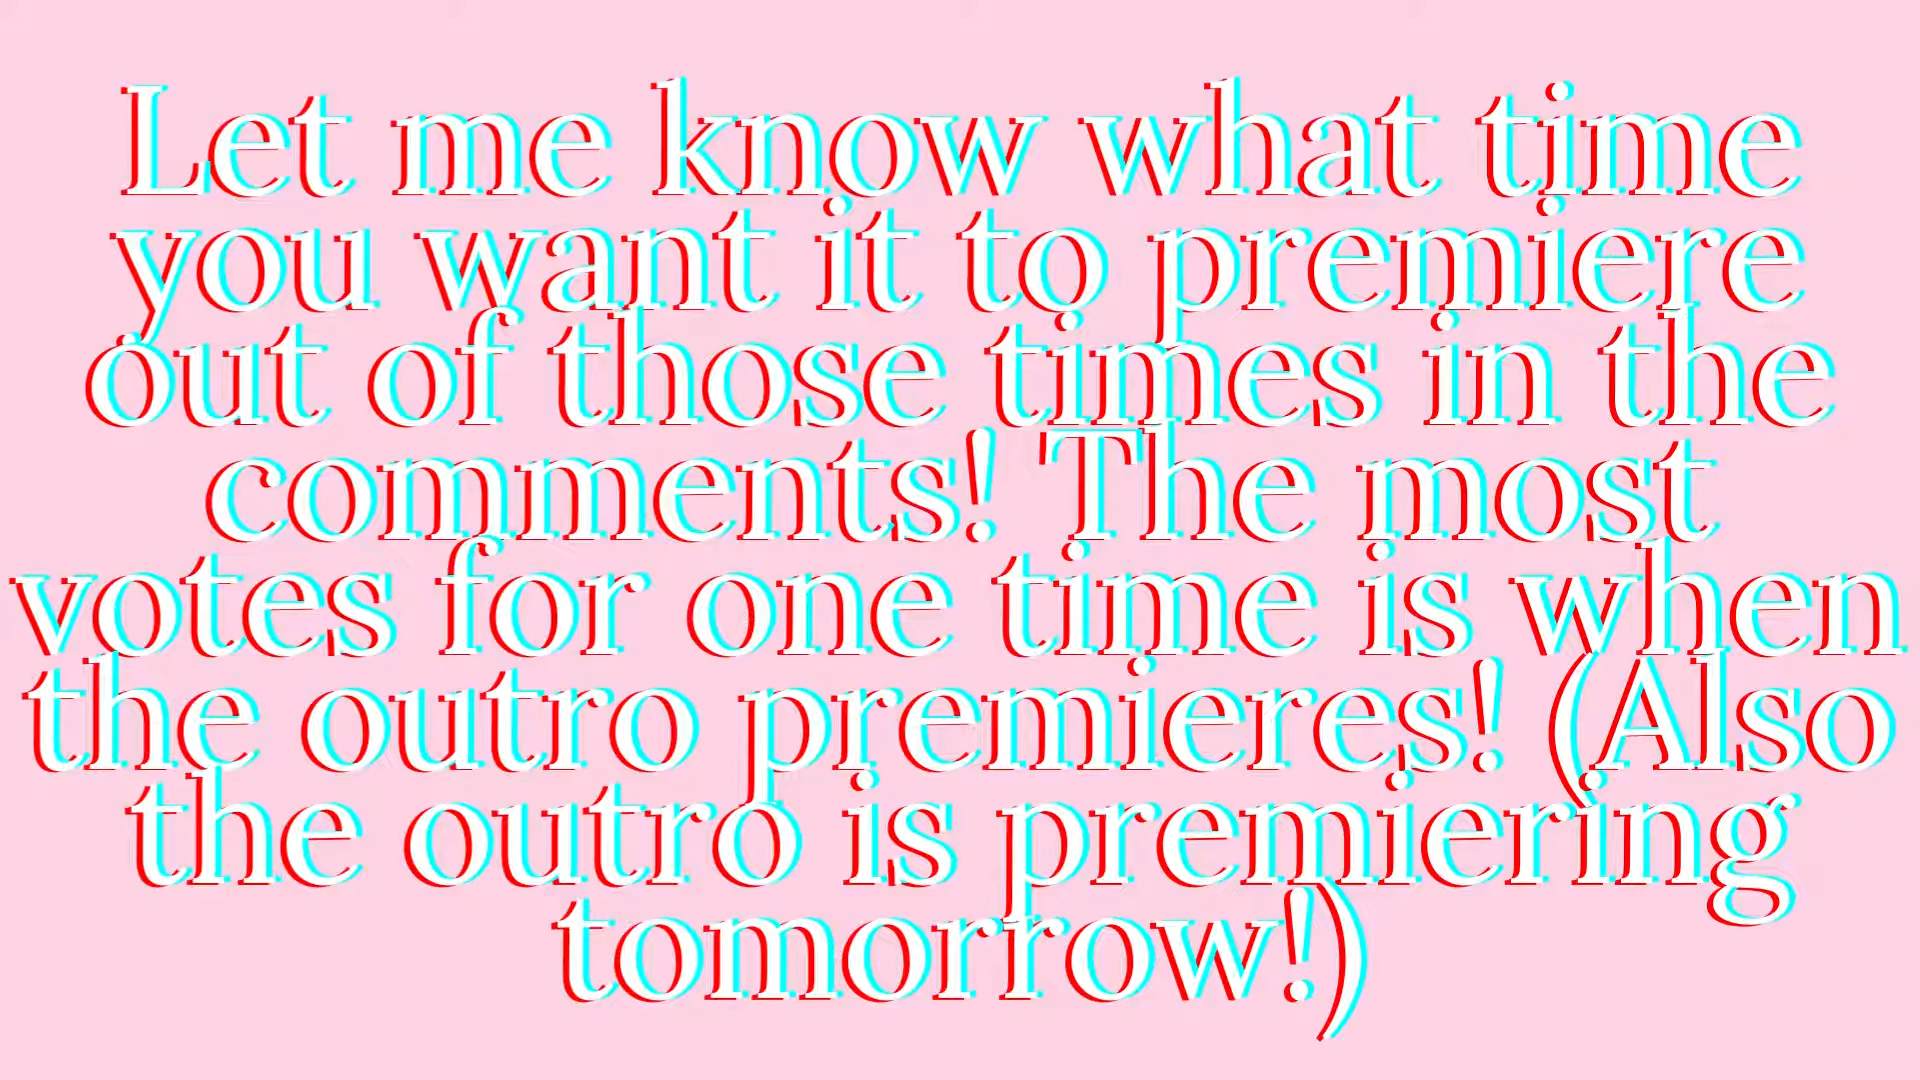 Let me know what time
you want it to premiere
out of those times in the
comments! The most
votes for one time is when
the outro premieres! (Also
the outro is premiering
tomorrow!)